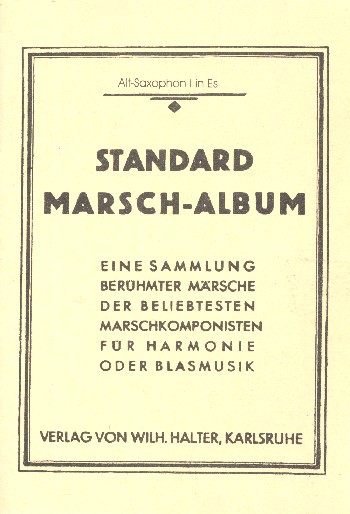 Alt-Saxophon I in Es
STANDARD
MARSCH-ALBUM
EINE SAMMLUNG
BERÜHMTER MÄRSCHE
DER BELIEBTESTEN
MARSCHKOMPONISTEN
FÜR HARMONIE
ODER BLASMUSIK
VERLAG VON WILH. HALTER, KARLSRUHE